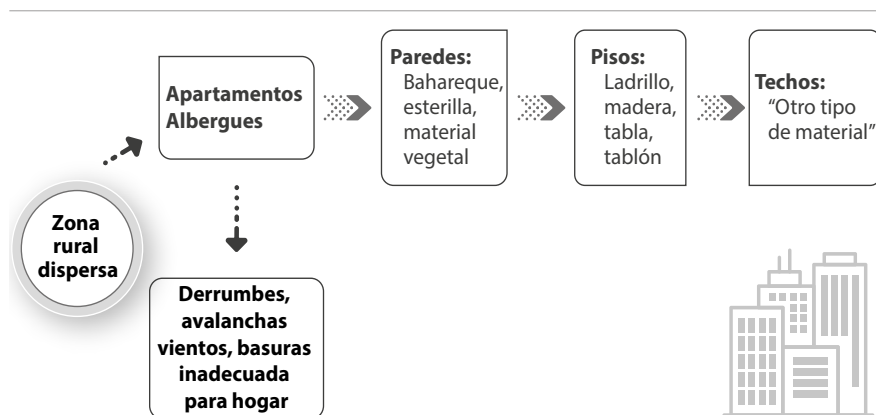 Zona
rural
dispersa
Apartamentos
Albergues
Paredes:
Bahareque,
esterilla,
material
vegetal
Pisos:
Ladrillo,
madera,
tabla,
tablón
Techos:
“Otro tipo
de material”
Derrumbes,
avalanchas
vientos, basuras
inadecuada
para hogar